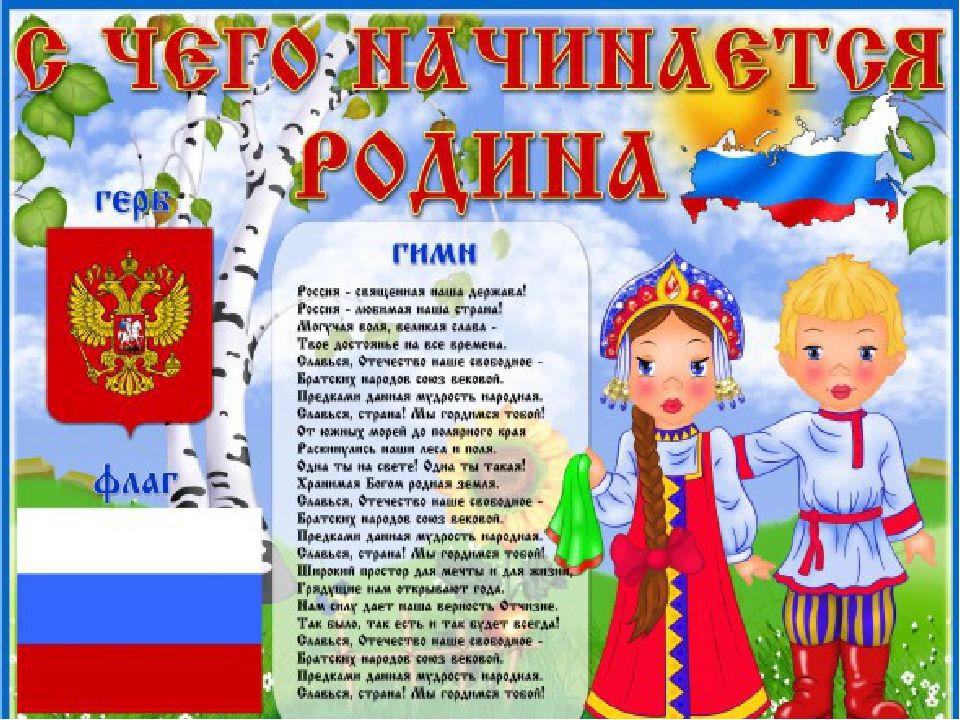 С ЧЕГО НАЧИНАЕТСЯ
РОДИНА
герб
гимн
Россия - священная наша держава!
Россия - любимая наша страна!
Могучая воля, великая слава -
Твое достоянье на все времена.
Славься, Отечество наше свободное -
Братских народов союз вековой.
Предками данная мудрость народная.
Славься, страна! Мы гордимся тобой!
От южных морей до полярного края
Раскинулись наши леса и поля.
Одна ты на свете! Одна ты такая!
Хранимая Богом родная земля.
Славься, Отечество наше свободное -
Братских народов союз вековой.
Предками данная мудрость народная.
Славься, страна! Мы гордимся тобой!
Широкий простор для мечты и для жизни,
Грядущие нам открывают года.
Нам силу дает наша верность Отчизне.
Так было, так есть и так будет всегда!
Славься, Отечество наше свободное -
Братских народов союз вековой.
Предками данная мудрость народная.
Славься, страна! Мы гордимся тобой!
флаг